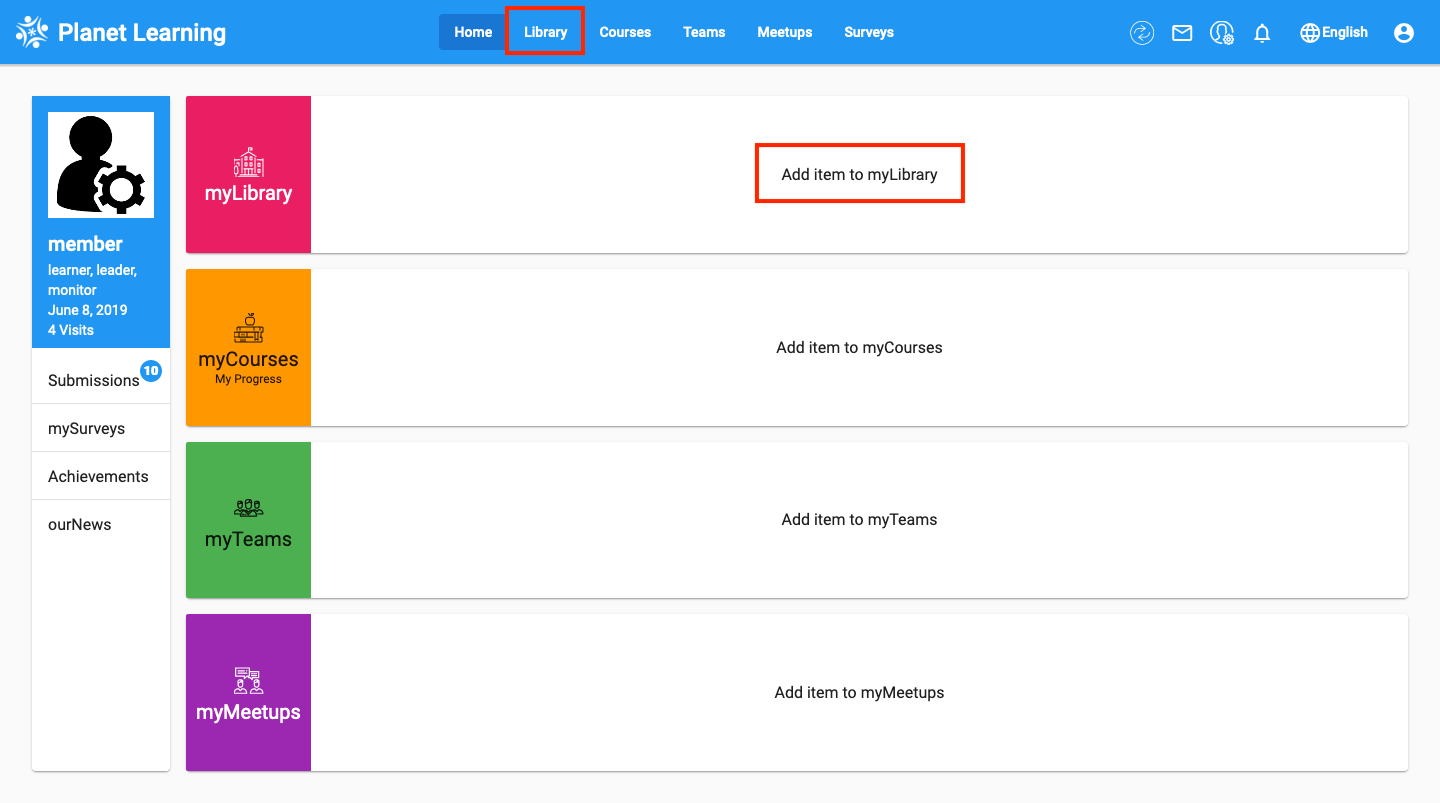 Planet Learning
Home Library Courses Teams Meetups Surveys
English
member
learner, leader,
monitor
June 8, 2019
4 Visits
Submissions 10
mySurveys
Achievements
ourNews
myLibrary
Add item to myLibrary
myCourses
My Progress
Add item to myCourses
myTeams
Add item to myTeams
myMeetups
Add item to myMeetups